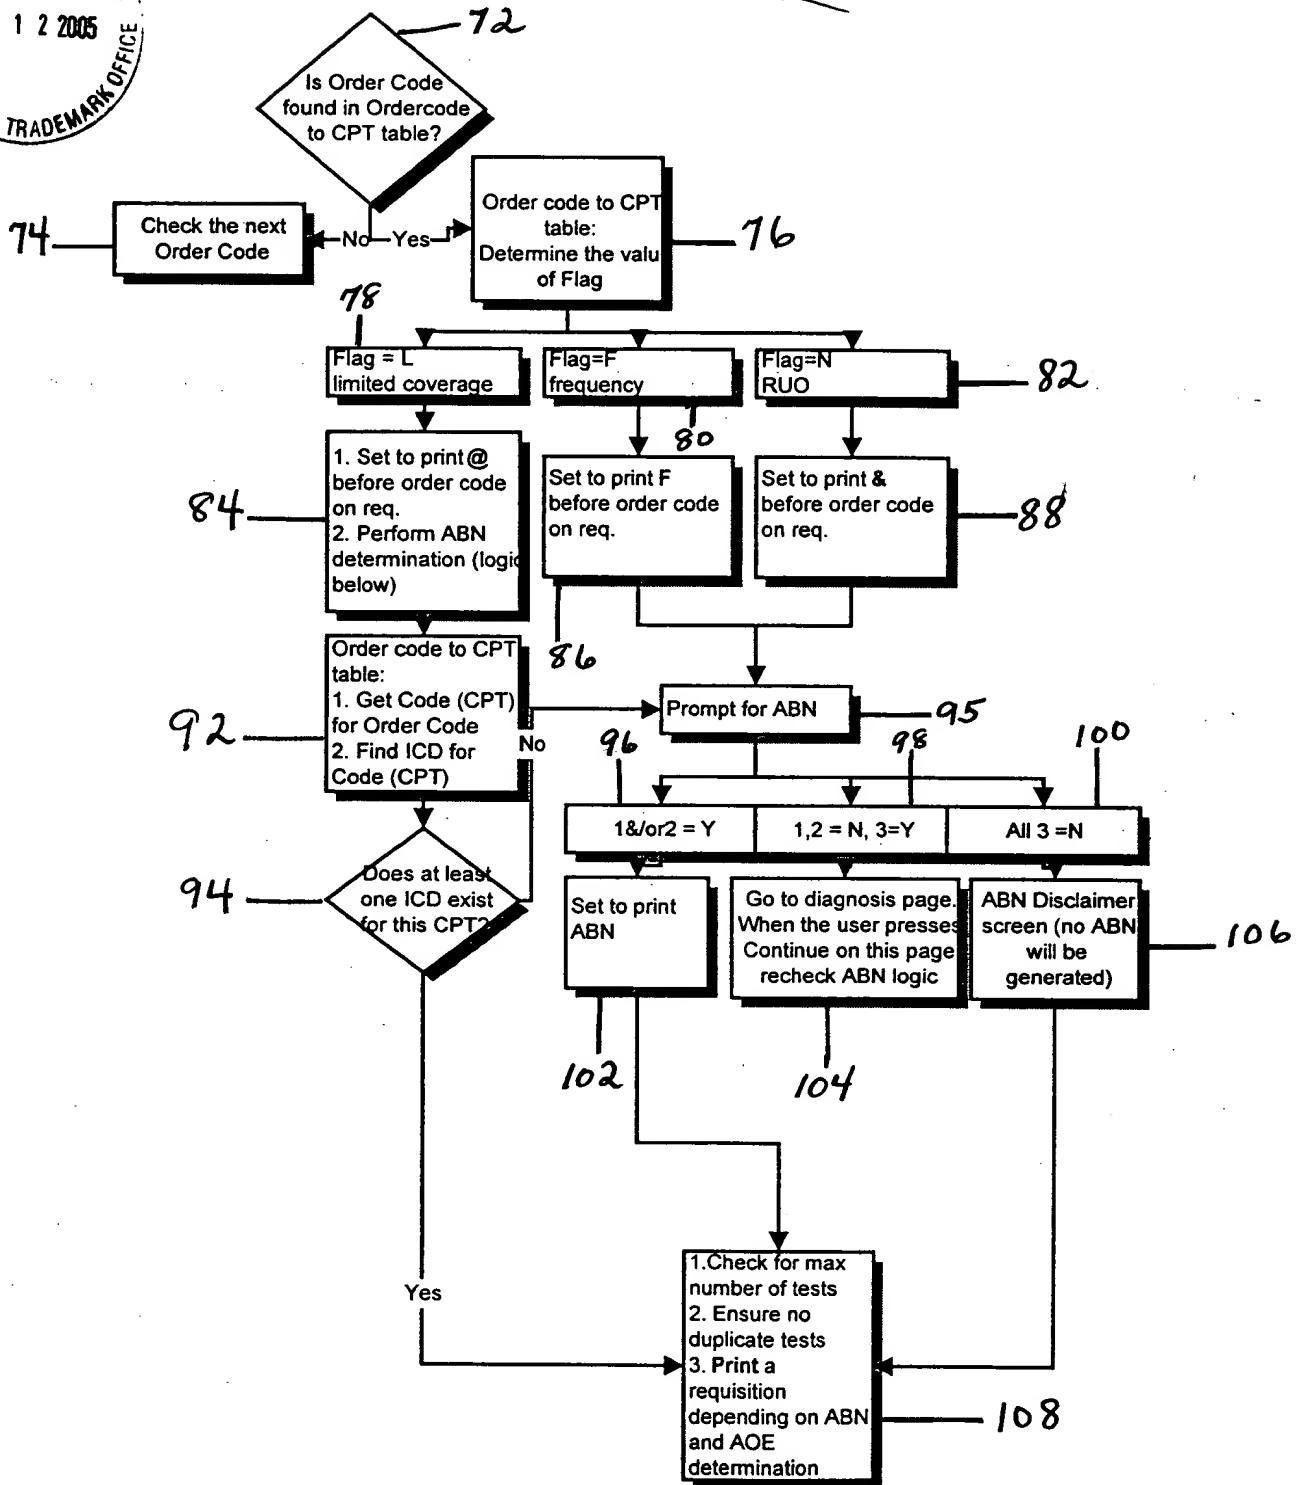 1 2 2005
TRADEMARK OFFICE
72
Is Order Code
found in Ordercode
to CPT table?
74
Check the next
Order Code
No
Yes
Order code to CPT
table:
Determine the valu
of Flag
76
78
Flag = L
limited coverage
Flag=F
frequency
80
Flag=N
RUO
82
84
1. Set to print @
before order code
on req.
2. Perform ABN
determination (logic
below)
Set to print F
before order code
on req.
86
Set to print &
before order code
on req.
88
92
Order code to CPT
table:
1. Get Code (CPT)
for Order Code
2. Find ICD for
Code (CPT)
No
Prompt for ABN
95
96
98
100
1&/or2 = Y
1,2 = N, 3=Y
All 3 =N
94
Does at least
one ICD exist
for this CPT?
Set to print
ABN
102
Go to diagnosis page.
When the user presses
Continue on this page
recheck ABN logic
104
ABN Disclaimer
screen (no ABN
will be
generated)
106
Yes
1.Check for max
number of tests
2. Ensure no
duplicate tests
3. Print a
requisition
depending on ABN
and AOE
determination
108